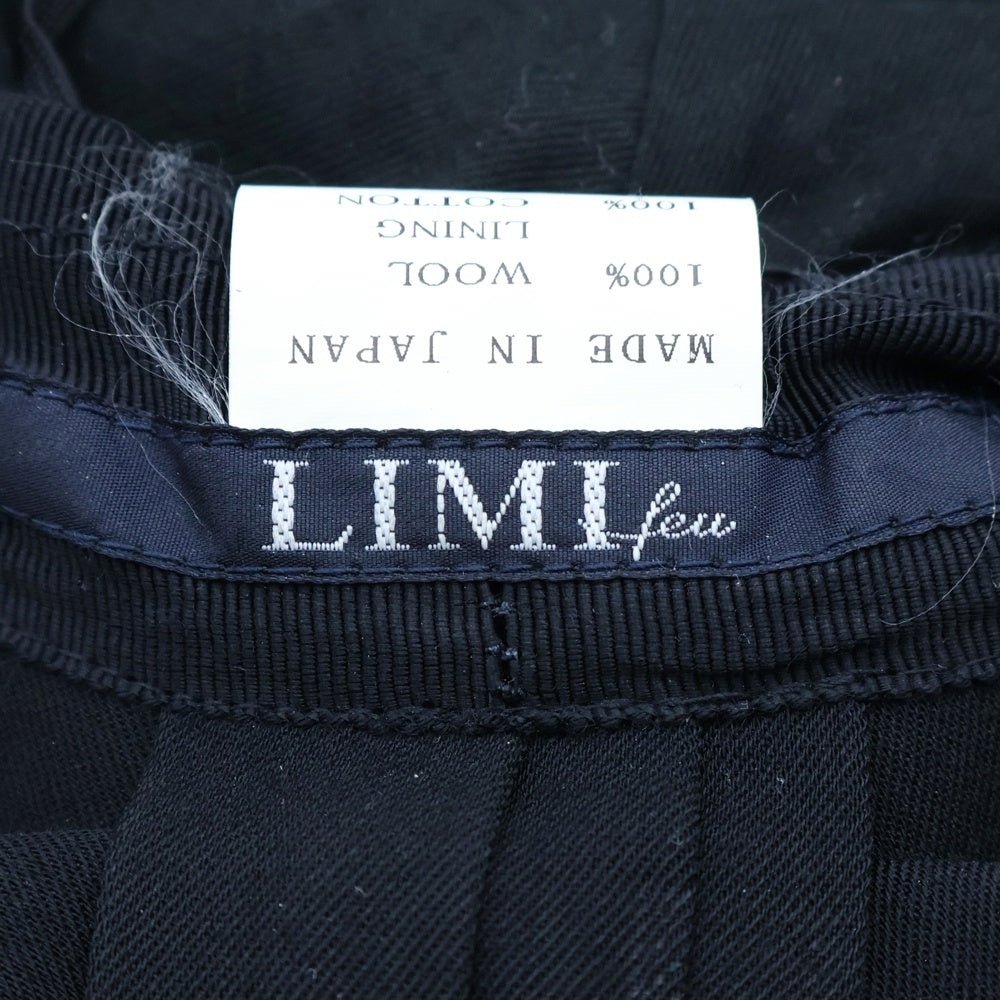 MADE IN JAPAN
100% WOOL
LINING
100% COTTON
LIMI feu